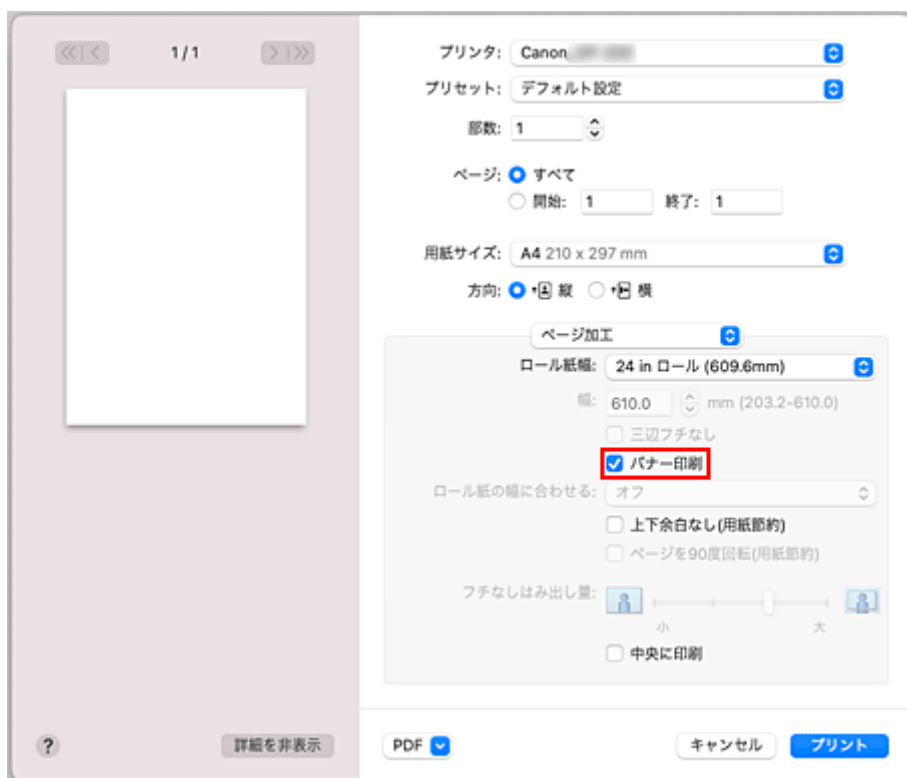 1 / 1
プリンタ: Canon
プリセット: デフォルト設定
部数: 1
ページ: すべて
開始: 1 終了: 1
用紙サイズ: A4 210 x 297 mm
方向: 縦 横
ページ加工
ロール紙幅: 24 in ロール (609.6mm)
幅: 610.0 mm (203.2-610.0)
三辺フチなし
バナー印刷
ロール紙の幅に合わせる: オフ
上下余白なし(用紙節約)
ページを90度回転(用紙節約)
フチなしはみ出し量:
小 大
中央に印刷
? 詳細を非表示 PDF キャンセル プリント